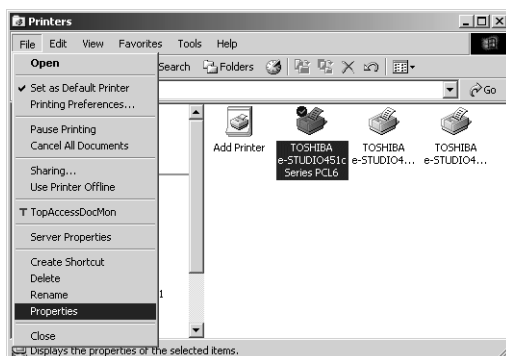 Printers
File Edit View Favorites Tools Help
Open
Set as Default Printer
Printing Preferences...
Pause Printing
Cancel All Documents
Sharing...
Use Printer Offline
TopAccessDocMon
Server Properties
Create Shortcut
Delete
Rename
Properties
Close
Search Folders
Go
Add Printer
TOSHIBA
e-STUDIO451c
Series PCL6
TOSHIBA
e-STUDIO4...
TOSHIBA
e-STUDIO4...
1
Displays the properties of the selected items.